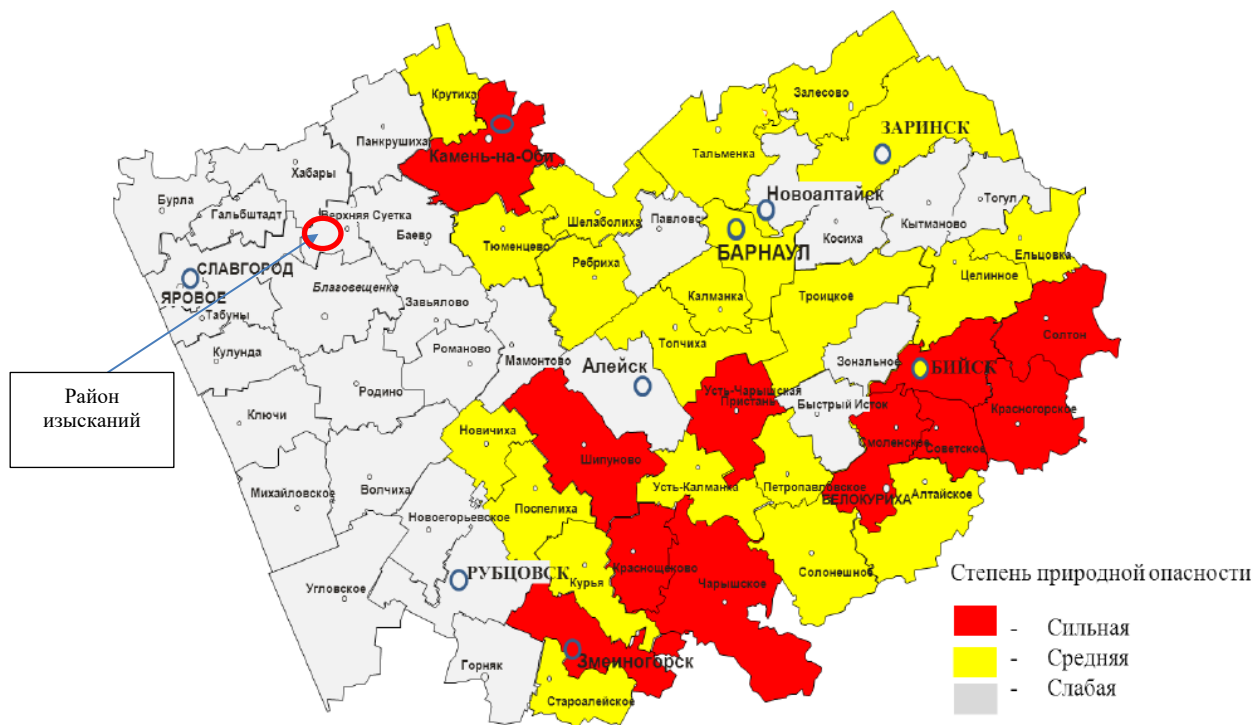 Залесово
Крутиха
ЗАРИНСК
Панкрушиха
Камень-на-Оби
Тальменка
Хабары
Бурла
Гальбштадт
Верхняя Суетка
Баево
Шелаболиха
Павловс
Новоалтайск
Кытманово
Тогул
Тюменцево
БАРНАУЛ
Косиха
Ельцовка
СЛАВГОРОД
Ребриха
Целинное
ЯРОВОЕ
Благовещенка
Завьялово
Калманка
Троицкое
Табуны
Кулунда
Топчиха
Солтон
Романово
Мамонтово
Алейск
Зональное
БИЙСК
Район
изысканий
Родино
Усть-Чарышская
Пристань
Быстрый Исток
Красногорское
Ключи
Новичиха
Шипуново
Смоленское
Советское
Михайловское
Волчиха
Усть-Калманка
Петропавловское
БЕЛОКУРИХА
Алтайское
Новоегорьевское
Поспелиха
РУБЦОВСК
Курья
Краснощеково
Чарышское
Солонешное
Угловское
Степень природной опасности
- Сильная
- Средняя
- Слабая
Горняк
Змеиногорск
Староалейское